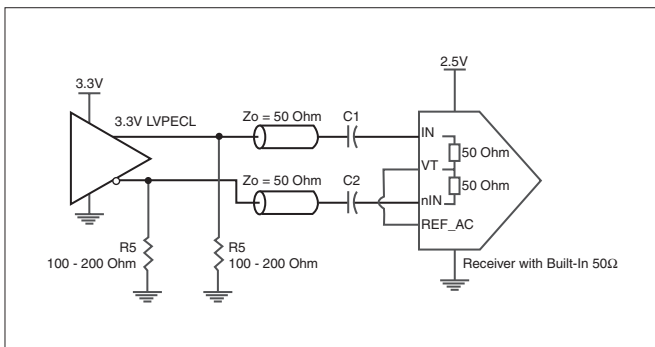 2.5V
3.3V
3.3V LVPECL
Zo = 50 Ohm
C1
IN
50 Ohm
VT
Zo = 50 Ohm
C2
50 Ohm
nIN
REF_AC
R5
100 - 200 Ohm
R5
100 - 200 Ohm
Receiver with Built-In 50Ω